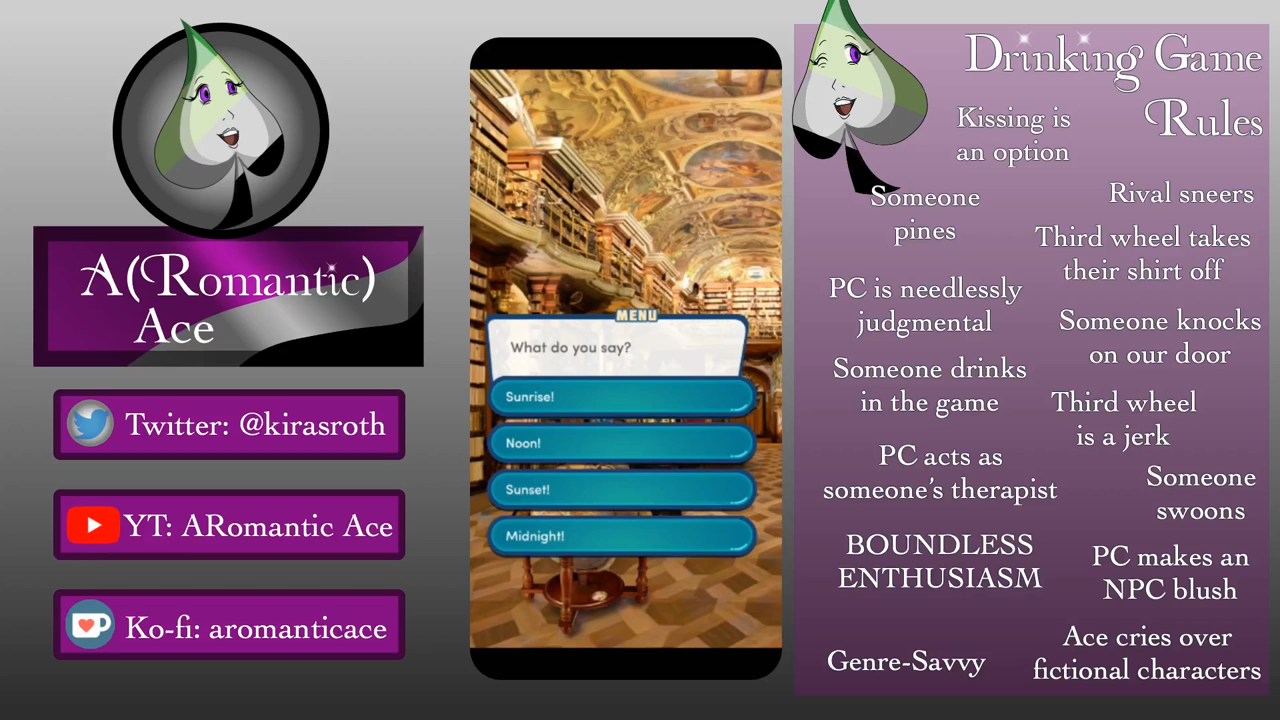 A(Romantic)
Ace
Twitter: @kirasroth
YT: ARomantic Ace
Ko-fi: aromanticace
MENU
What do you say?
Sunrise!
Noon!
Sunset!
Midnight!
Drinking Game
Rules
Kissing is
an option
Someone
pines
Rival sneers
Third wheel takes
their shirt off
PC is needlessly
judgmental
Someone knocks
on our door
Someone drinks
in the game
Third wheel
is a jerk
PC acts as
someone's therapist
Someone
swoons
BOUNDLESS
ENTHUSIASM
PC makes an
NPC blush
Genre-Savvy
Ace cries over
fictional characters